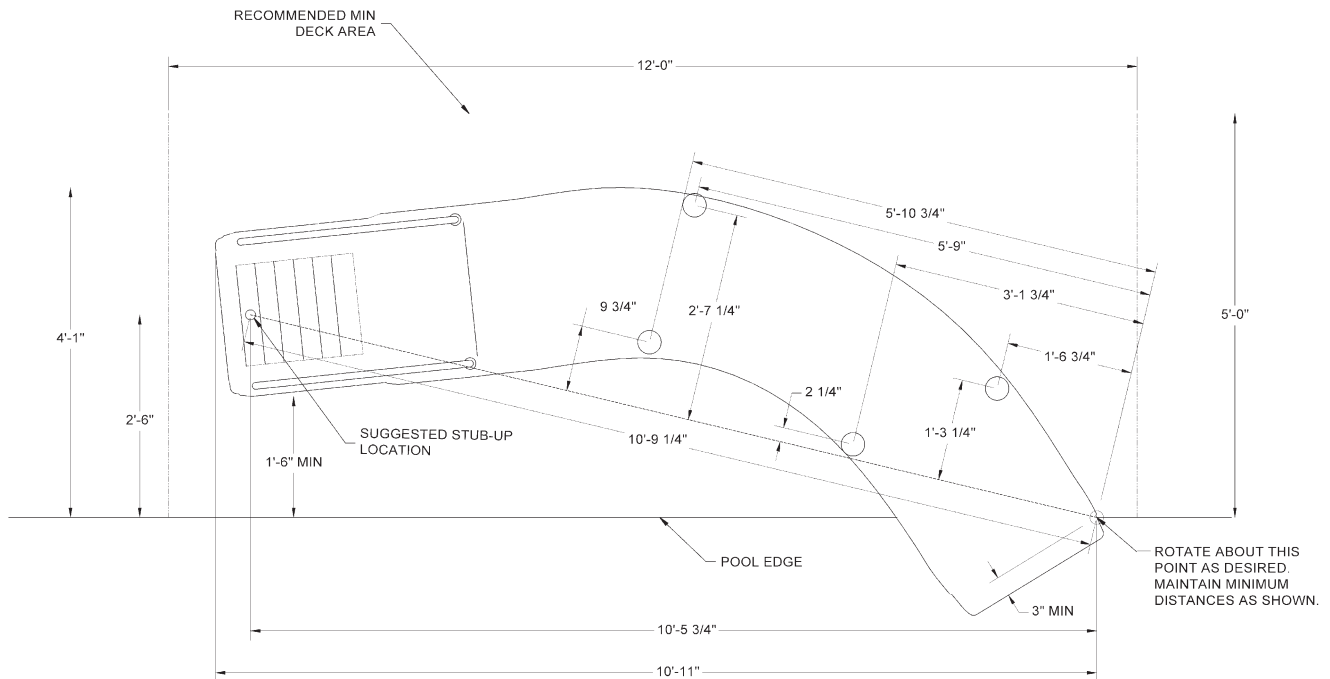 RECOMMENDED MIN
DECK AREA
12'-0"
5'-10 3/4"
5'-9"
3'-1 3/4"
1'-6 3/4"
5'-0"
4'-1"
9 3/4"
2'-7 1/4"
2 1/4"
2'-6"
1'-3 1/4"
SUGGESTED STUB-UP
LOCATION
10'-9 1/4"
1'-6" MIN
POOL EDGE
ROTATE ABOUT THIS
POINT AS DESIRED.
MAINTAIN MINIMUM
DISTANCES AS SHOWN.
3" MIN
10'-5 3/4"
10'-11"